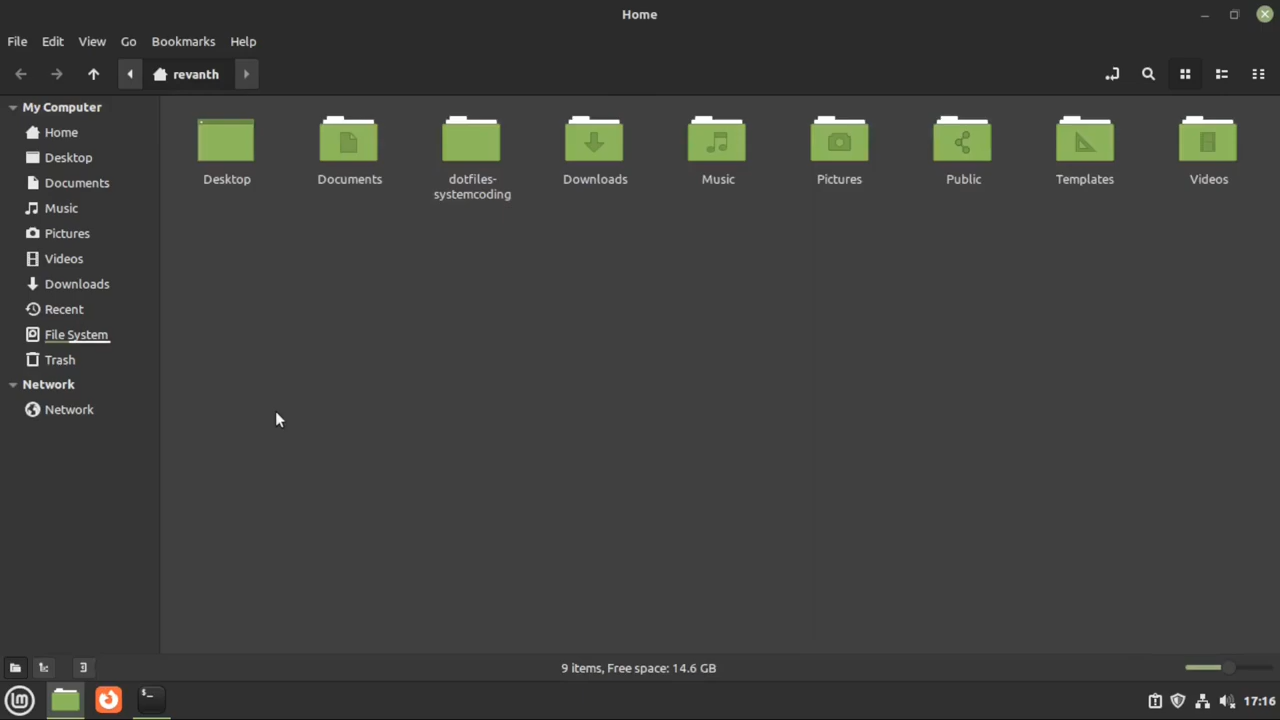 Home
File Edit View Go Bookmarks Help
revanth
My Computer
Home
Desktop
Documents
Music
Pictures
Videos
Downloads
Recent
File System
Trash
Network
Network
Desktop
Documents
dotfiles-
systemcoding
Downloads
Music
Pictures
Public
Templates
Videos
9 items, Free space: 14.6 GB
17:16